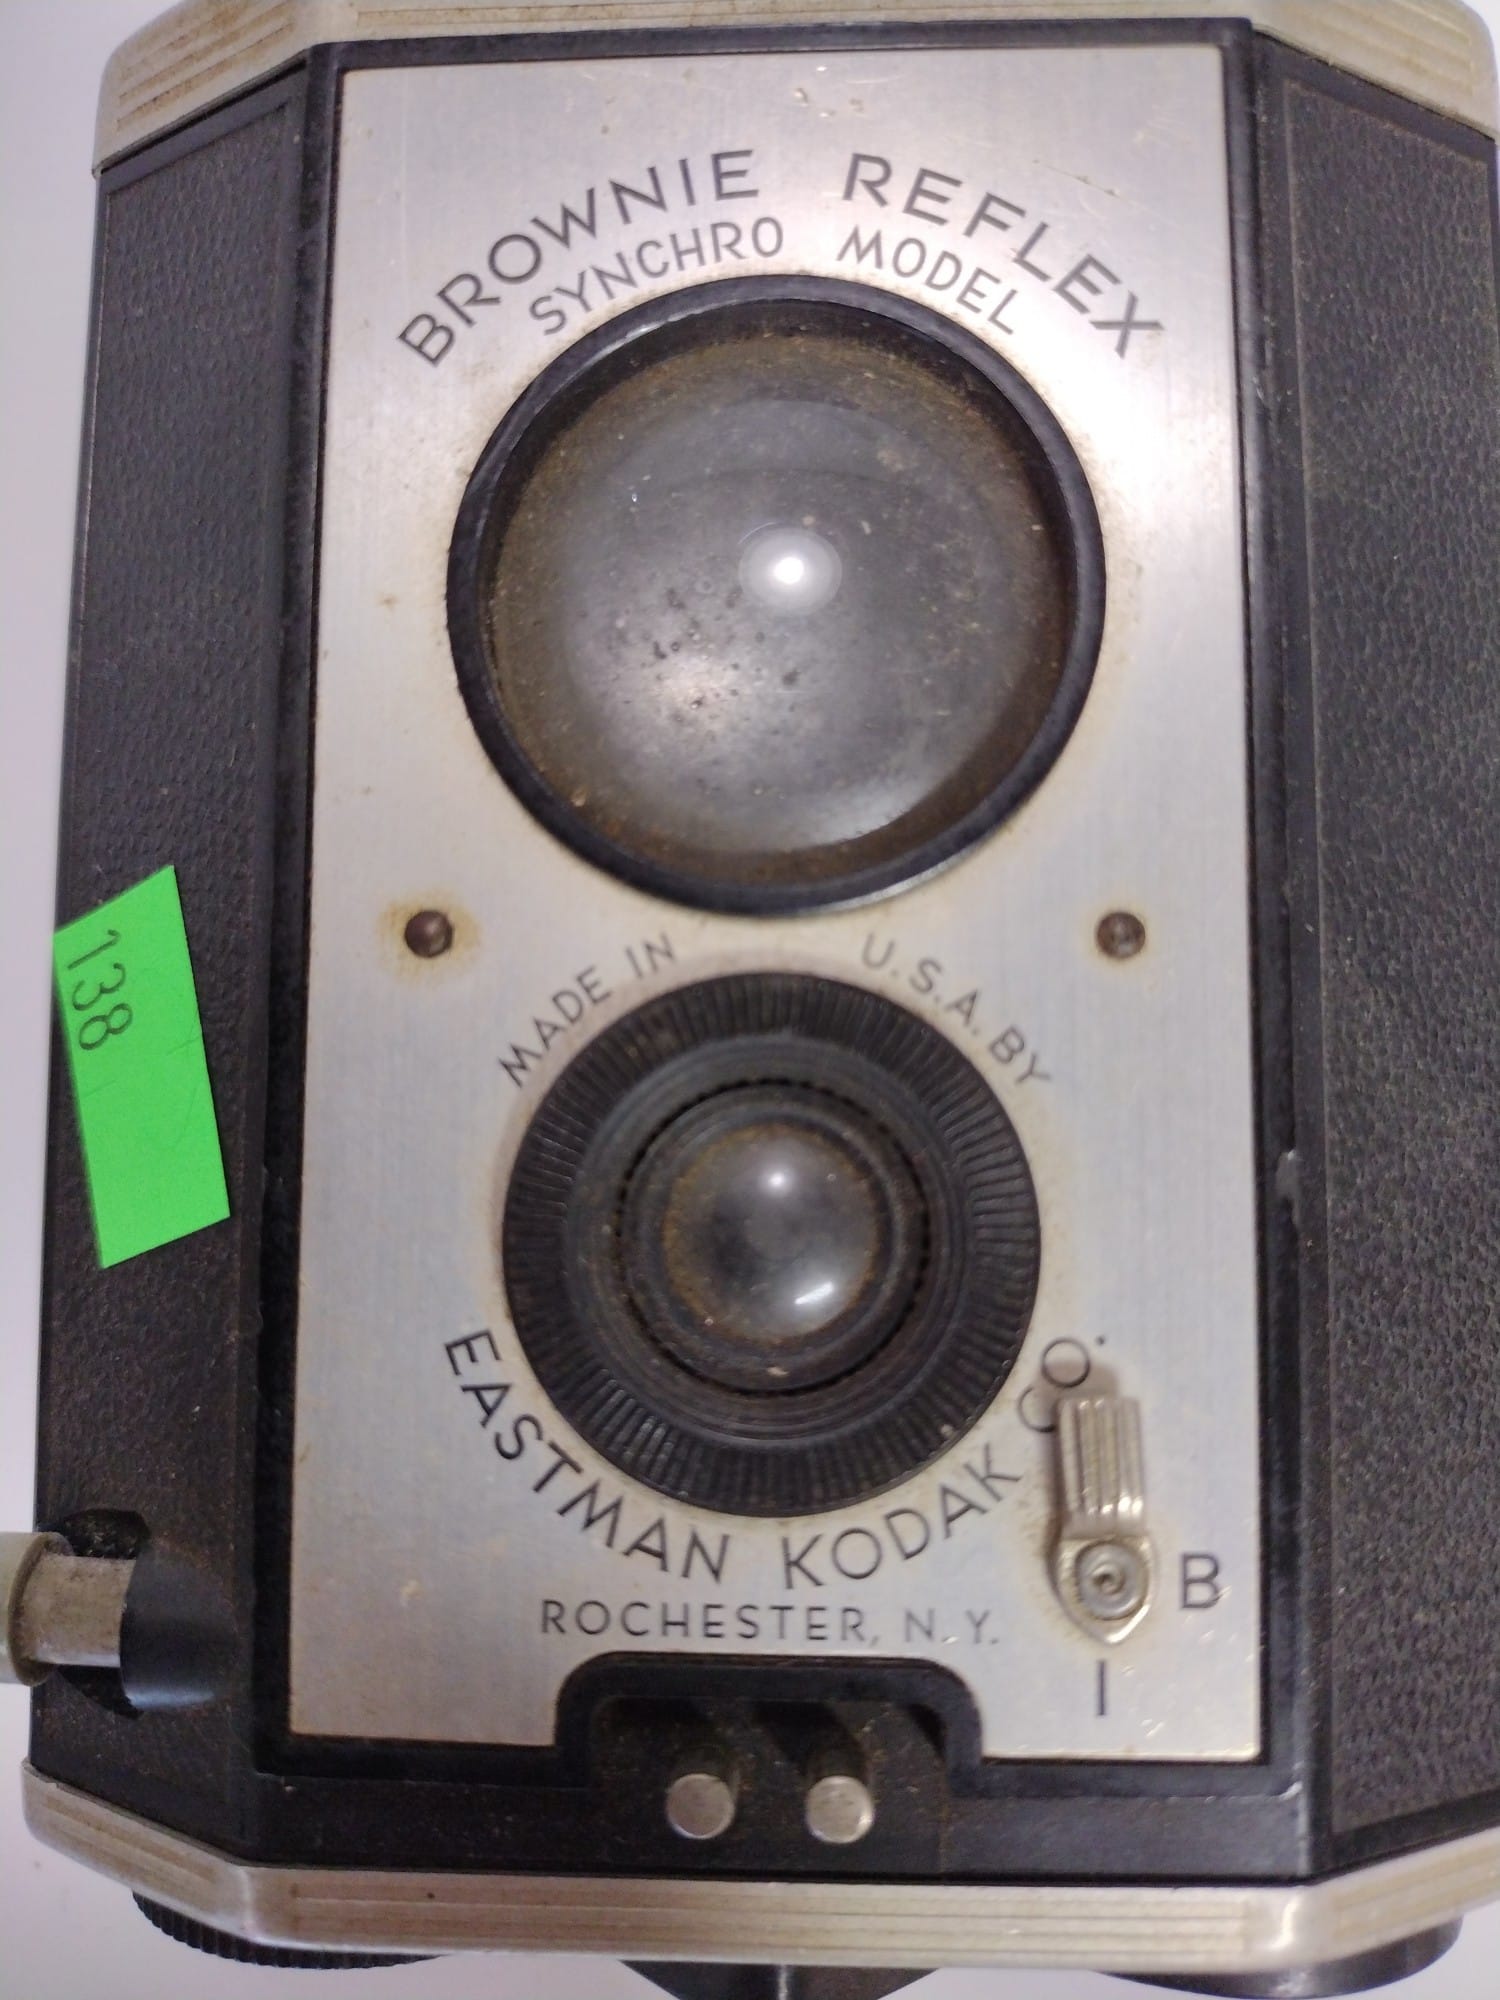 BROWNIE REFLEX
SYNCHRO MODEL
138
MADE IN U.S.A. BY
EASTMAN KODAK CO.
ROCHESTER, N.Y.
B
I